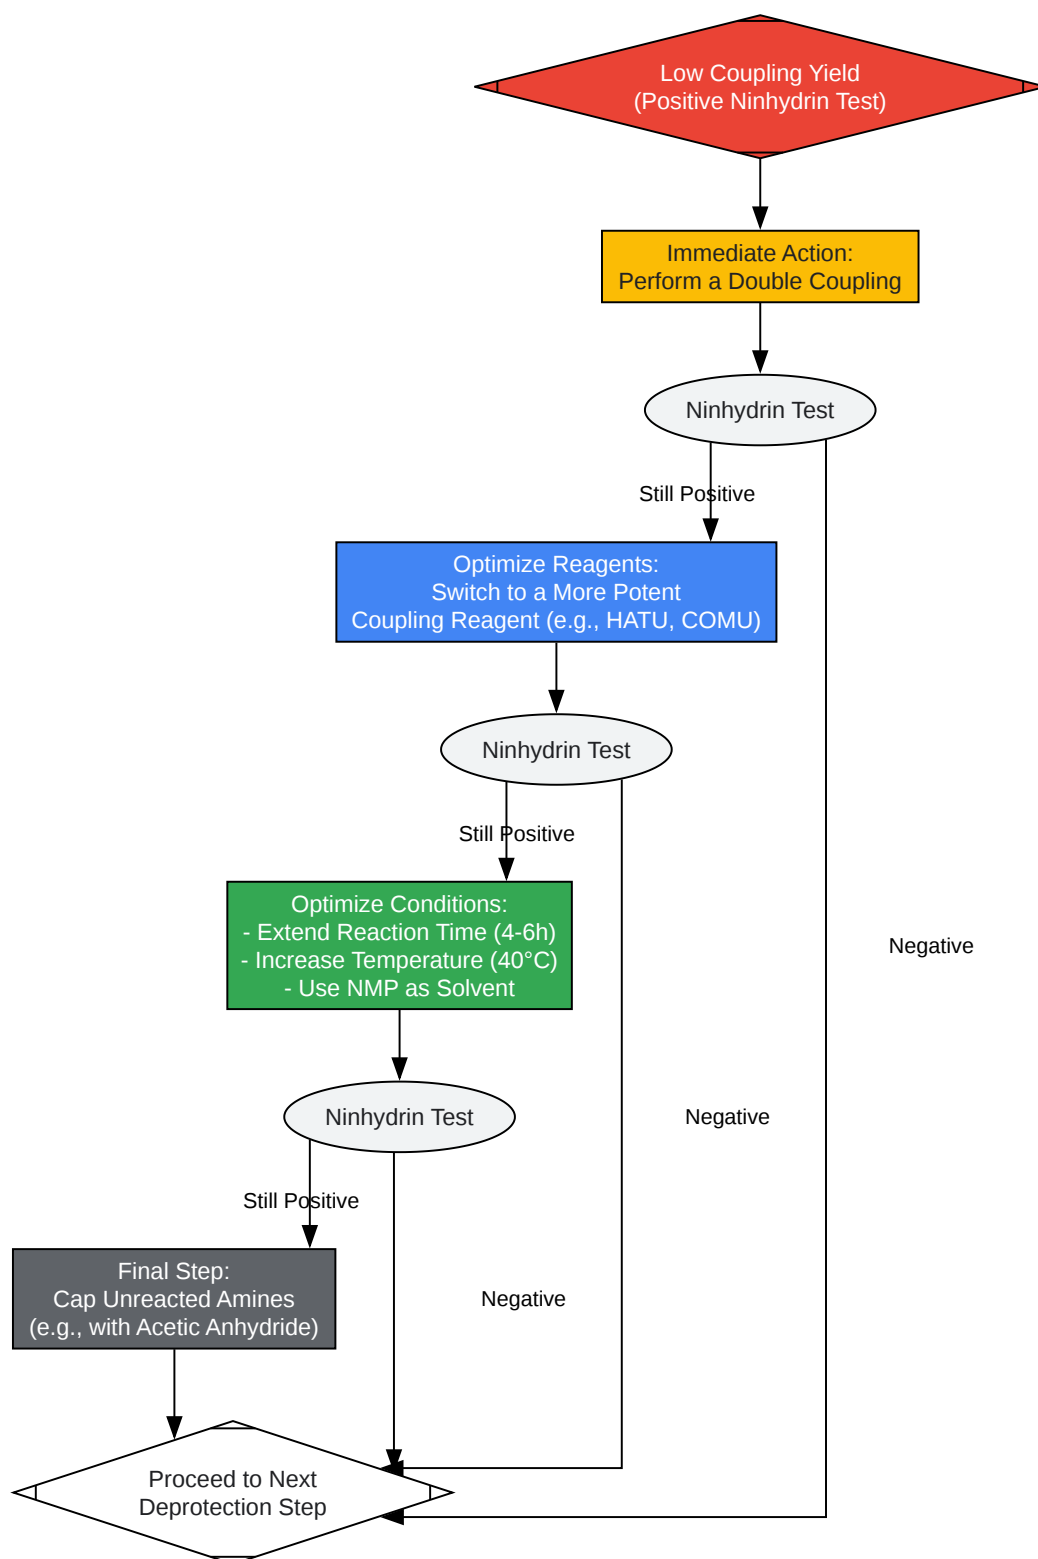 Low Coupling Yield
(Positive Ninhydrin Test)
Immediate Action:
Perform a Double Coupling
Ninhydrin Test
Still Positive
Optimize Reagents:
Switch to a More Potent
Coupling Reagent (e.g., HATU, COMU)
Ninhydrin Test
Still Positive
Optimize Conditions:
- Extend Reaction Time (4-6h)
- Increase Temperature (40°C)
- Use NMP as Solvent
Negative
Ninhydrin Test
Negative
Still Positive
Final Step:
Cap Unreacted Amines
(e.g., with Acetic Anhydride)
Negative
Proceed to Next
Deprotection Step